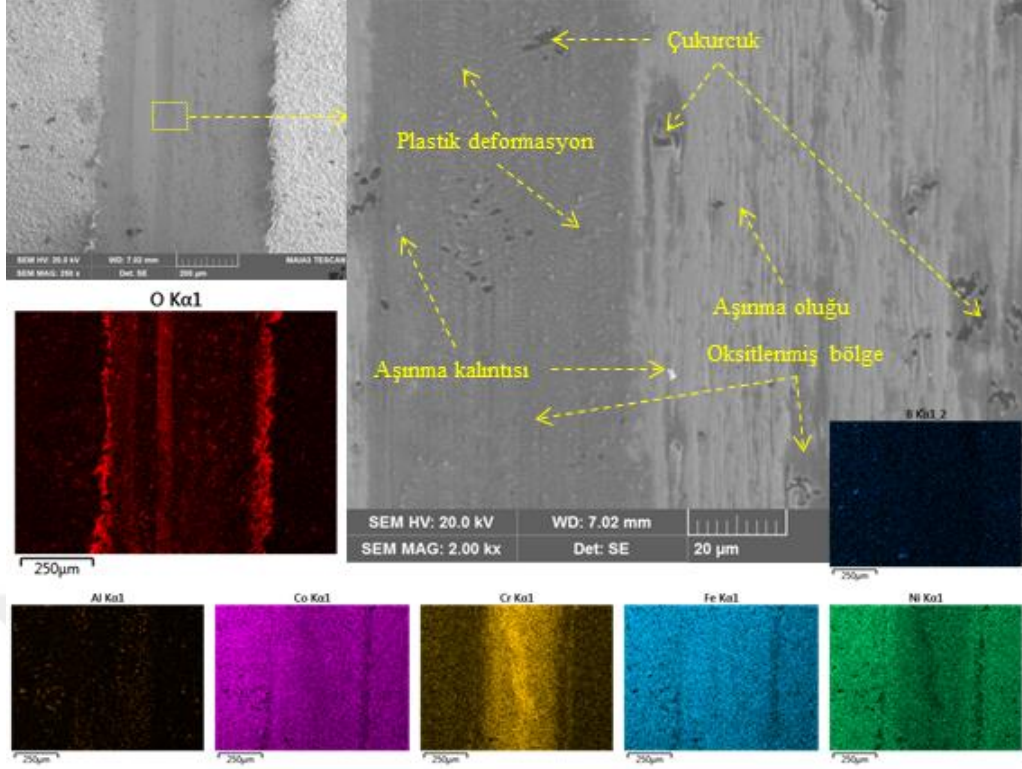 Çukurcuk
Plastik deformasyon
Aşınma oluğu
Oksitlenmiş bölge
Aşınma kalıntısı
SEM HV: 20.0 kV WD: 7.02 mm
SEM MAG: 2.00 kx Det: SE 20 µm
SEM HV: 20.0 kV WD: 7.02 mm MAIA3 TESCAN
Det: SE 200 µm
O Kα1
250µm
B Kα1_2
250µm
Al Kα1
250µm
Co Kα1
250µm
Cr Kα1
250µm
Fe Kα1
250µm
Ni Kα1
250µm